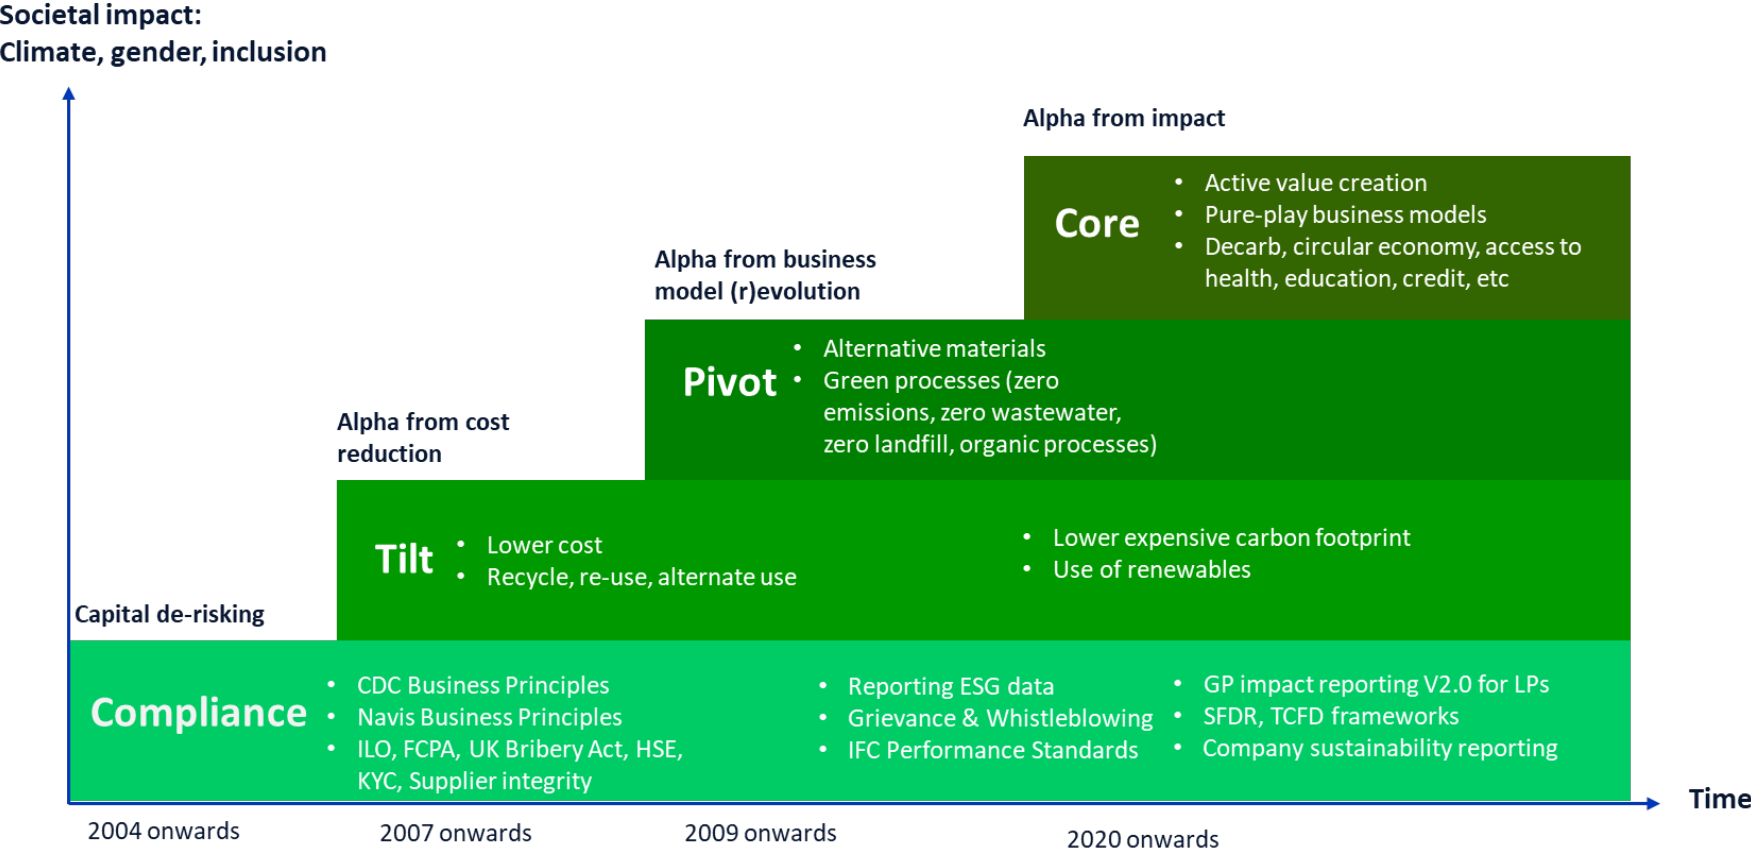 Societal impact:
Climate, gender, inclusion
Alpha from impact
Core
• Active value creation
• Pure-play business models
• Decarb, circular economy, access to
health, education, credit, etc
Alpha from business
model (r)evolution
Pivot
• Alternative materials
• Green processes (zero
emissions, zero wastewater,
zero landfill, organic processes)
Alpha from cost
reduction
Tilt
• Lower cost
• Recycle, re-use, alternate use
• Lower expensive carbon footprint
• Use of renewables
Capital de-risking
Compliance
• CDC Business Principles
• Navis Business Principles
• ILO, FCPA, UK Bribery Act, HSE,
KYC, Supplier integrity
• Reporting ESG data
• Grievance & Whistleblowing
• IFC Performance Standards
• GP impact reporting V2.0 for LPs
• SFDR, TCFD frameworks
• Company sustainability reporting
Time
2004 onwards
2007 onwards
2009 onwards
2020 onwards